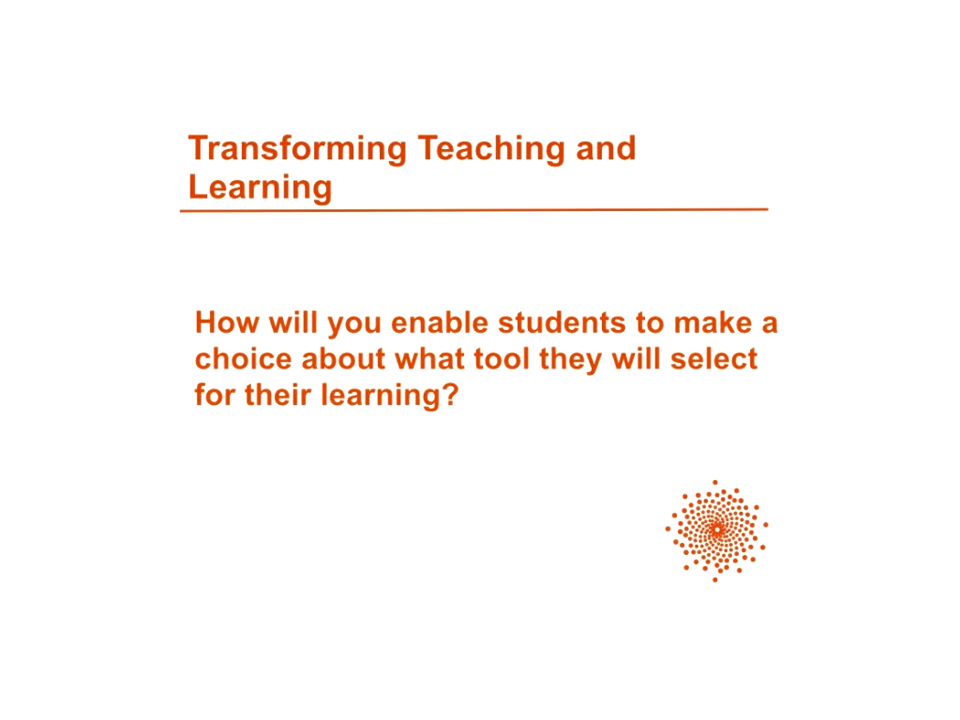 Transforming Teaching and
Learning
How will you enable students to make a
choice about what tool they will select
for their learning?